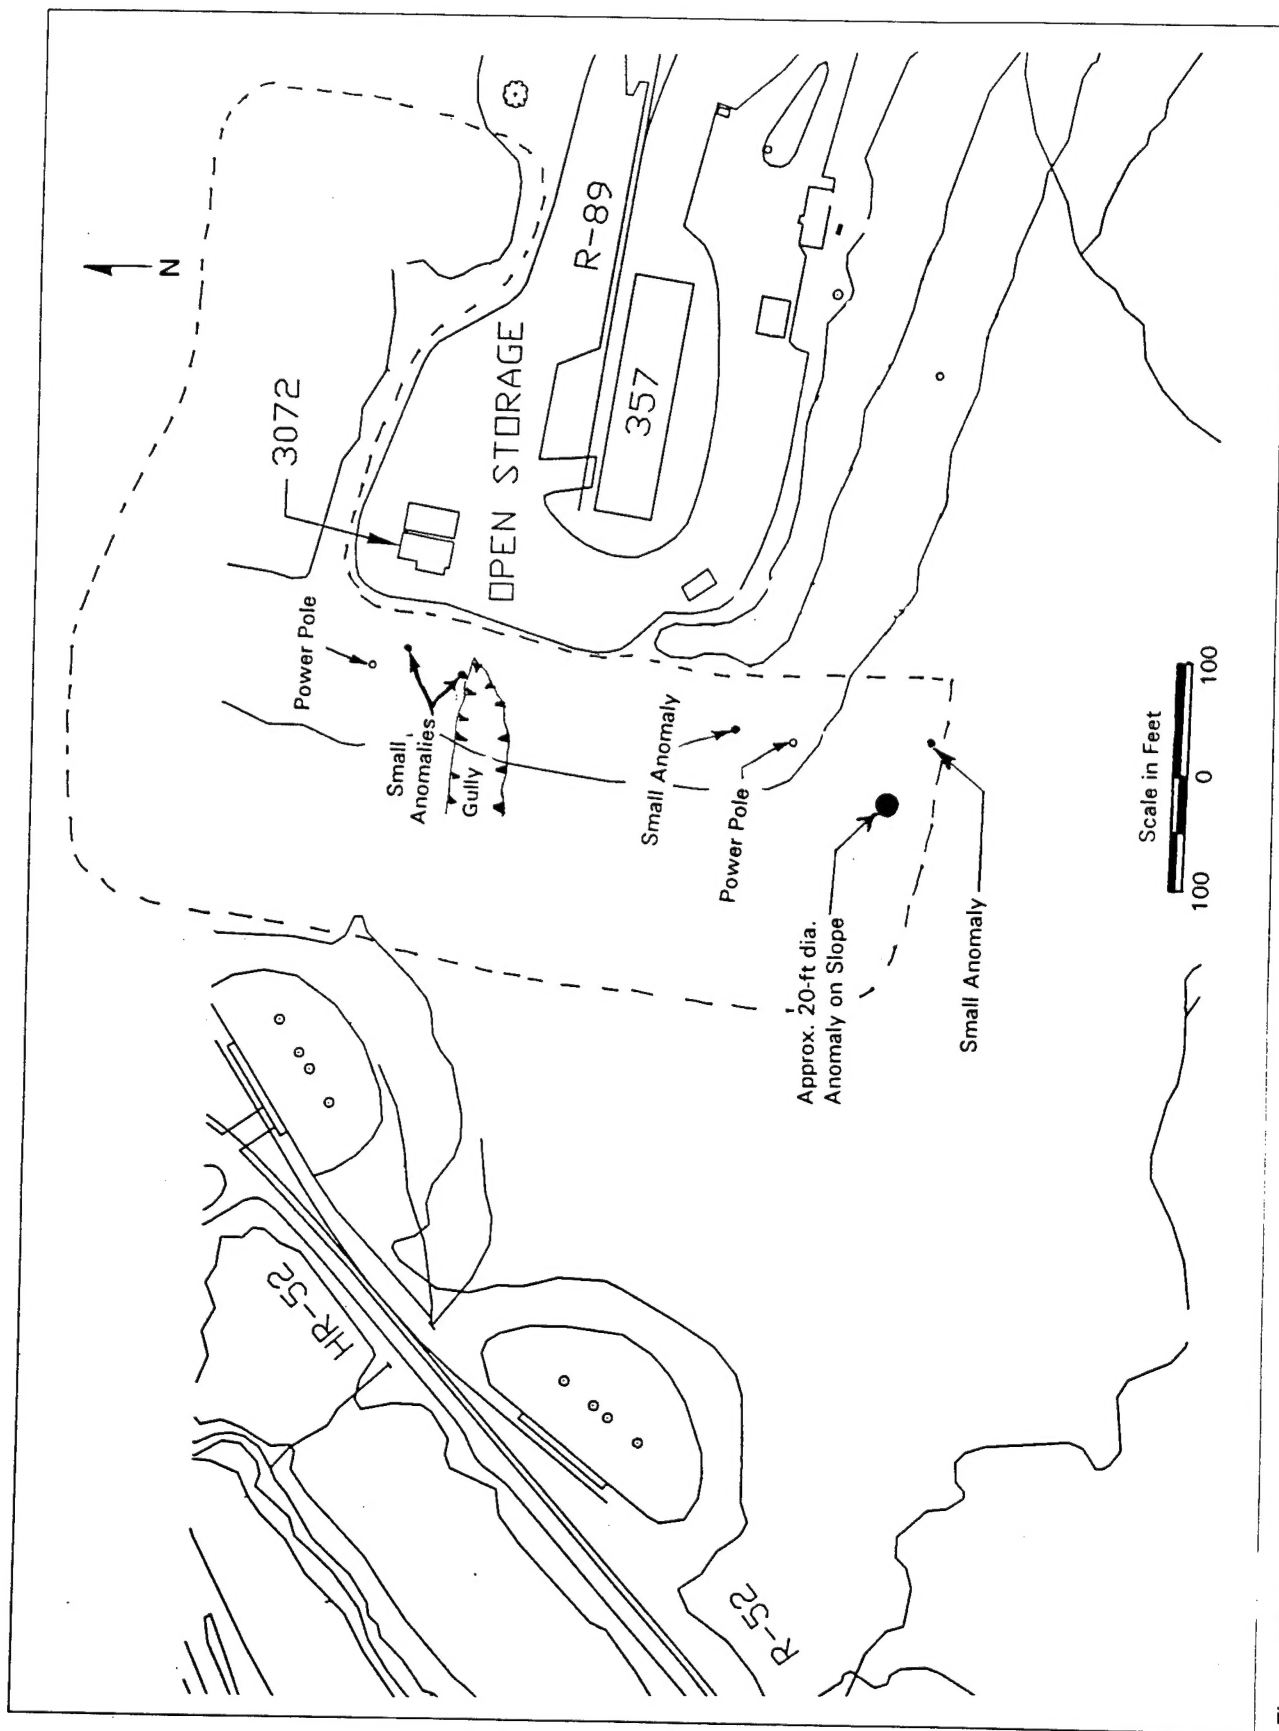 N
3072
R-89
357
OPEN STORAGE
Power Pole
Small
Anomalies
Gully
Small Anomaly
Power Pole
Approx. 20-ft dia.
Anomaly on Slope
Small Anomaly
HR-52
R-52
Scale in Feet
100 0 100